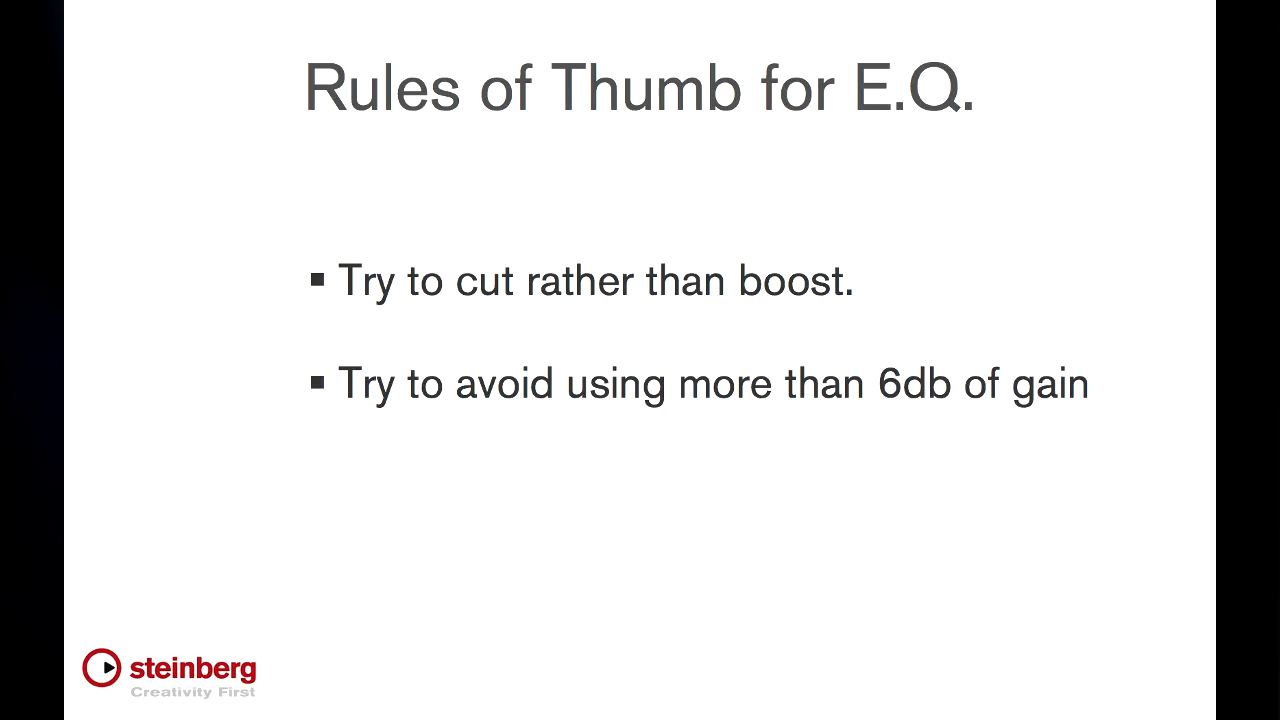 Rules of Thumb for E.Q.
▪ Try to cut rather than boost.
▪ Try to avoid using more than 6db of gain
steinberg
Creativity First